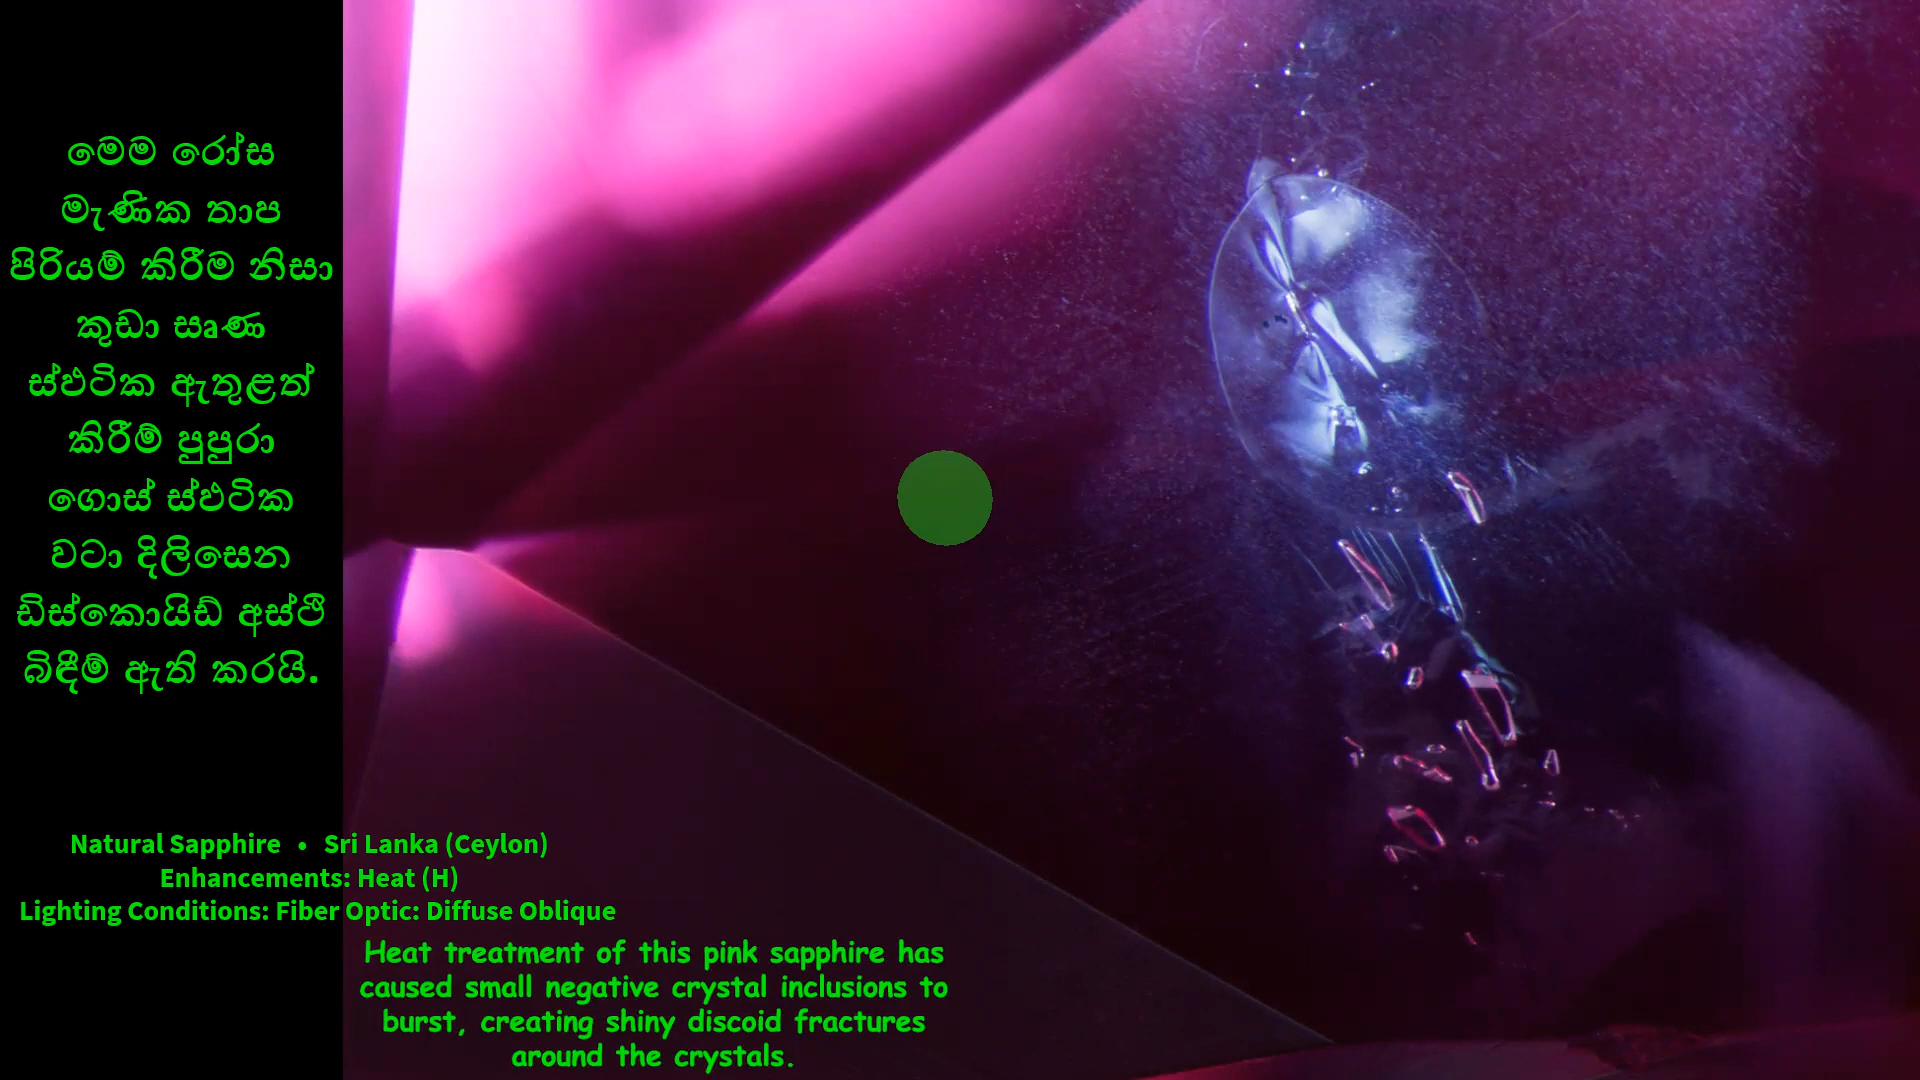 මෙම රෝස
මැණික තාප
පිරියම් කිරීම නිසා
කුඩා සෘණ
ස්ඵටික ඇතුළත්
කිරීම් පුපුරා
ගොස් ස්ඵටික
වටා දිලිසෙන
ඩිස්කොයිඩ් අස්ථි
බිඳීම් ඇති කරයි.
Natural Sapphire • Sri Lanka (Ceylon)
Enhancements: Heat (H)
Lighting Conditions: Fiber Optic: Diffuse Oblique
Heat treatment of this pink sapphire has
caused small negative crystal inclusions to
burst, creating shiny discoid fractures
around the crystals.